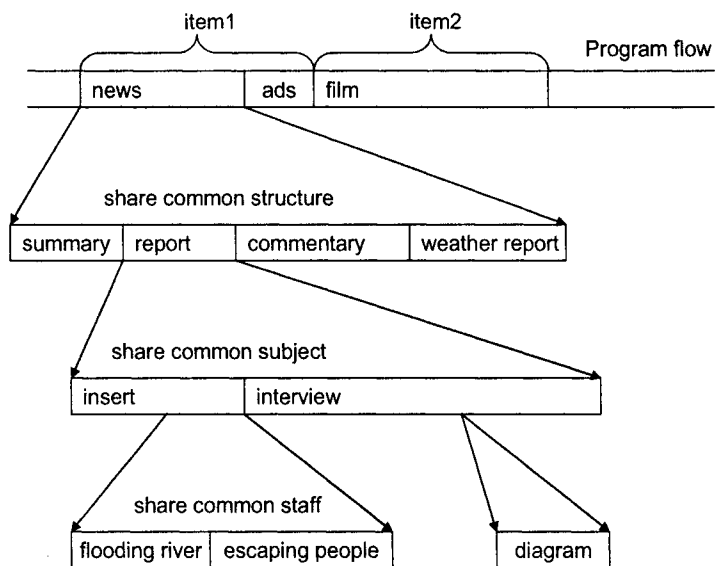 item1 item2
Program flow
news ads film
share common structure
summary report commentary weather report
share common subject
insert interview
share common staff
flooding river escaping people diagram